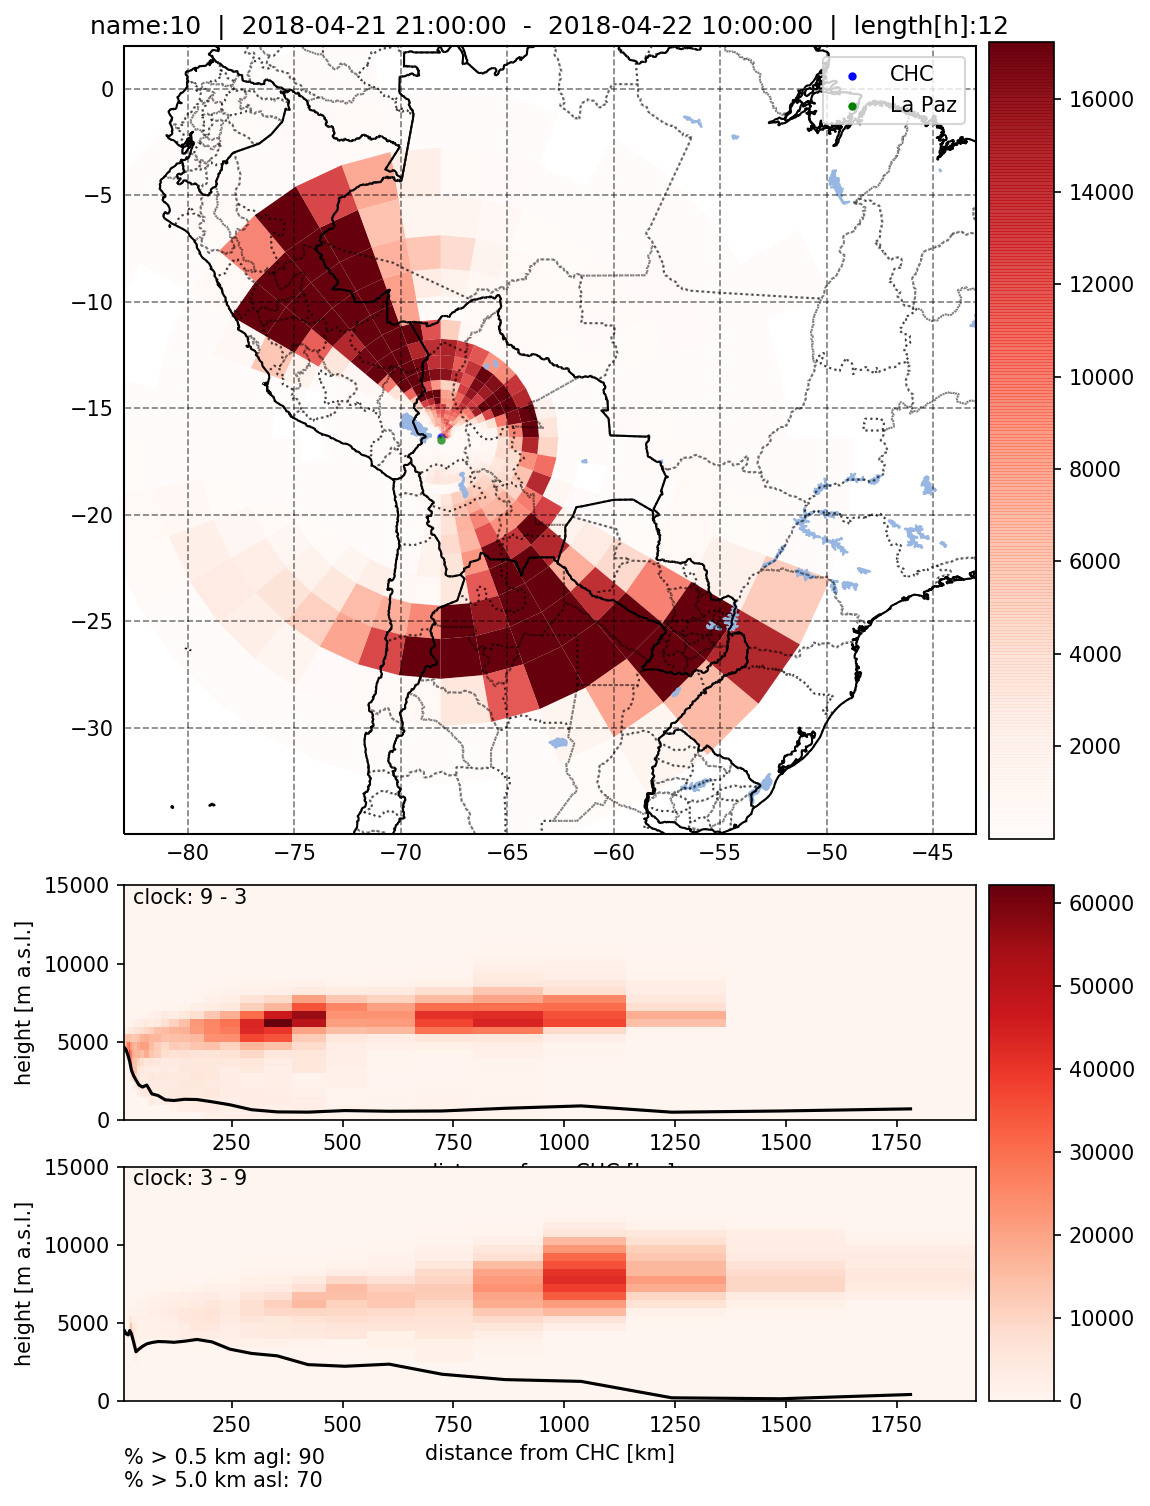 name:10 | 2018-04-21 21:00:00 - 2018-04-22 10:00:00 | length[h]:12
CHC
La Paz
0
−5
−10
−15
−20
−25
−30
−80 −75 −70 −65 −60 −55 −50 −45
16000
14000
12000
10000
8000
6000
4000
2000
clock: 9 - 3
height [m a.s.l.]
15000
10000
5000
0
250 500 750 1000 1250 1500 1750
clock: 3 - 9
height [m a.s.l.]
15000
10000
5000
0
250 500 750 1000 1250 1500 1750
distance from CHC [km]
60000
50000
40000
30000
20000
10000
0
% > 0.5 km agl: 90
% > 5.0 km asl: 70